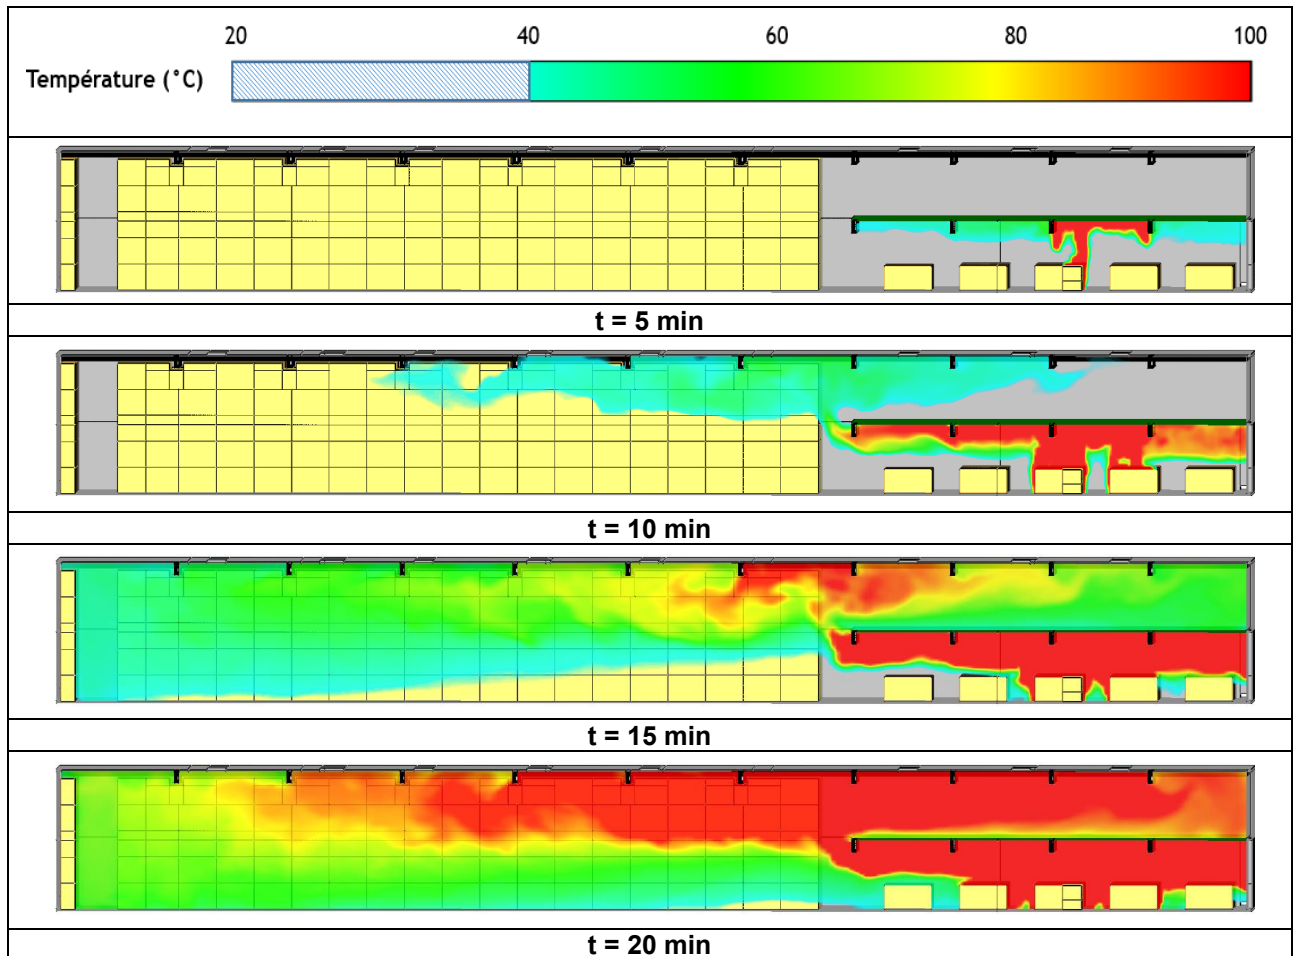 20 40 60 80 100
Température (°C)
t = 5 min
t = 10 min
t = 15 min
t = 20 min